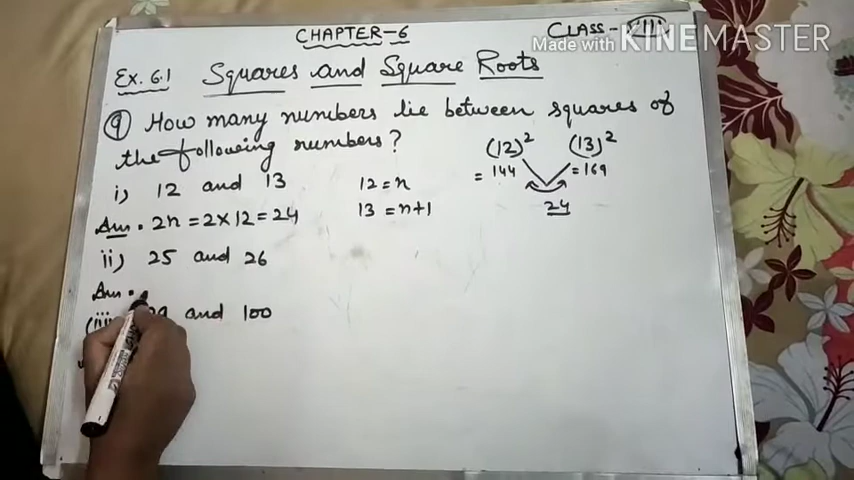 CHAPTER-6
CLASS-VIII
Made with KINEMASTER
Ex. 6.1 Squares and Square Roots
Q How many numbers lie between squares of
the following numbers?
(12)² (13)²
= 144 = 169
24
i) 12 and 13
12 = n
Ans. 2n = 2×12 = 24
13 = n+1
ii) 25 and 26
Ans.
(iii and 100